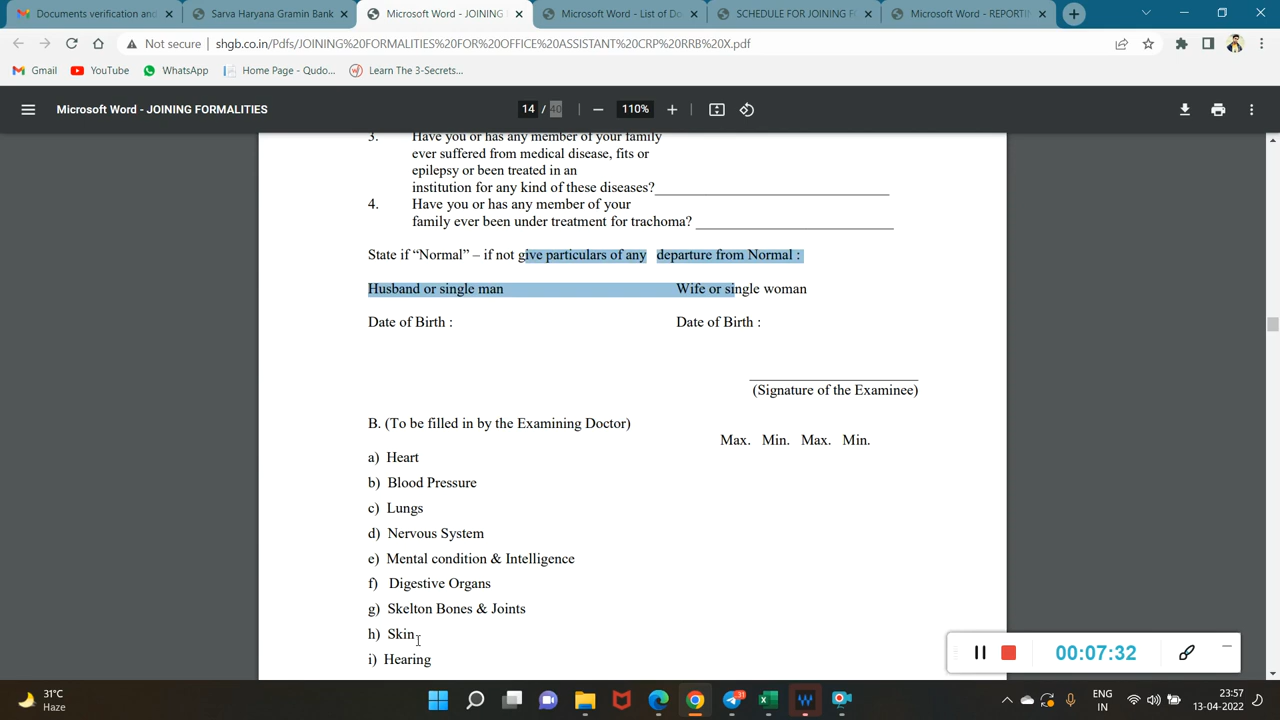 Documents verification and
Sarva Haryana Gramin Bank
Microsoft Word - JOINING
Microsoft Word - List of Do
SCHEDULE FOR JOINING F
Microsoft Word - REPORTIN
Not secure
shgb.co.in/Pdfs/JOINING%20FORMALITIES%20FOR%20OFFICE%20ASSISTANT%20CRP%20RRB%20X.pdf
Gmail
YouTube
WhatsApp
Home Page - Qudo...
Learn The 3-Secrets...
Microsoft Word - JOINING FORMALITIES
14 / 40
110%
3. Have you or has any member of your family
ever suffered from medical disease, fits or
epilepsy or been treated in an
institution for any kind of these diseases?
4. Have you or has any member of your
family ever been under treatment for trachoma?
State if “Normal” – if not give particulars of any departure from Normal :
Husband or single man Wife or single woman
Date of Birth : Date of Birth :
(Signature of the Examinee)
B. (To be filled in by the Examining Doctor)
Max. Min. Max. Min.
a) Heart
b) Blood Pressure
c) Lungs
d) Nervous System
e) Mental condition & Intelligence
f) Digestive Organs
g) Skelton Bones & Joints
h) Skin
i) Hearing
00:07:32
31°C
Haze
31
ENG
IN
23:57
13-04-2022